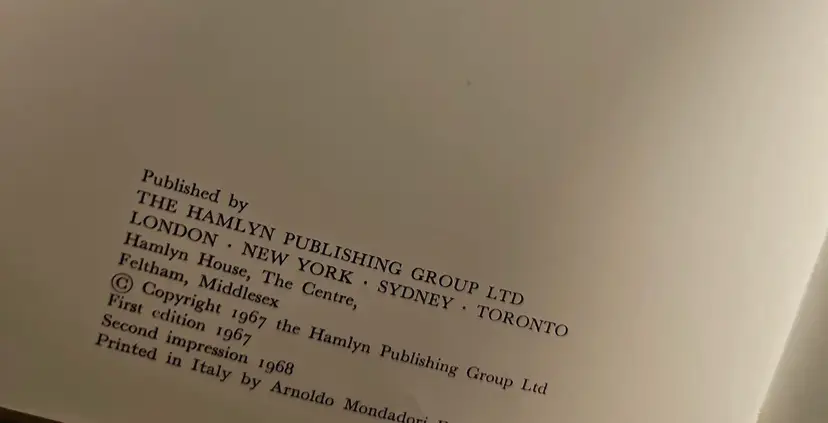 Published by
THE HAMLYN PUBLISHING GROUP LTD
LONDON · NEW YORK · SYDNEY · TORONTO
Hamlyn House, The Centre,
Feltham, Middlesex
© Copyright 1967 the Hamlyn Publishing Group Ltd
First edition 1967
Second impression 1968
Printed in Italy by Arnoldo Mondadori